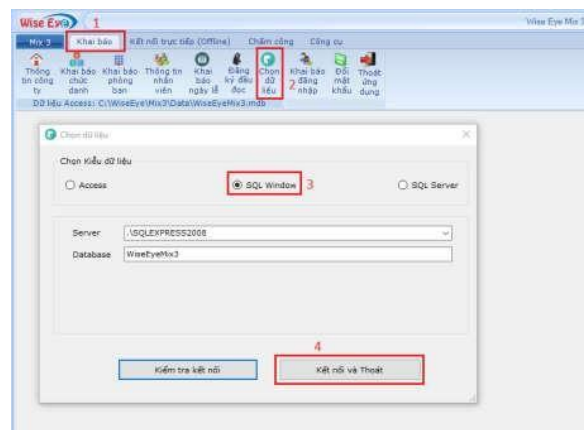 Wise Eye 1 Wise Eye Mix 3
Mix 3 Khai báo Kết nối trực tiếp (Offline) Chấm công Công cụ
Thông tin công ty
Khai báo chức danh
Khai báo phòng ban
Thông tin nhân viên
Khai báo ngày lễ
Đăng ký đầu đọc
Chọn dữ liệu
2
Khai báo đăng nhập
Đổi mật khẩu
Thoát ứng dụng
Dữ liệu Access: C:\WiseEye\Mix3\Data\WiseEyeMix3.mdb
Chọn dữ liệu
Chọn Kiểu dữ liệu
Access SQL Window 3 SQL Server
Server .\SQLEXPRESS2008
Database WiseEyeMix3
4
Kiểm tra kết nối Kết nối và Thoát